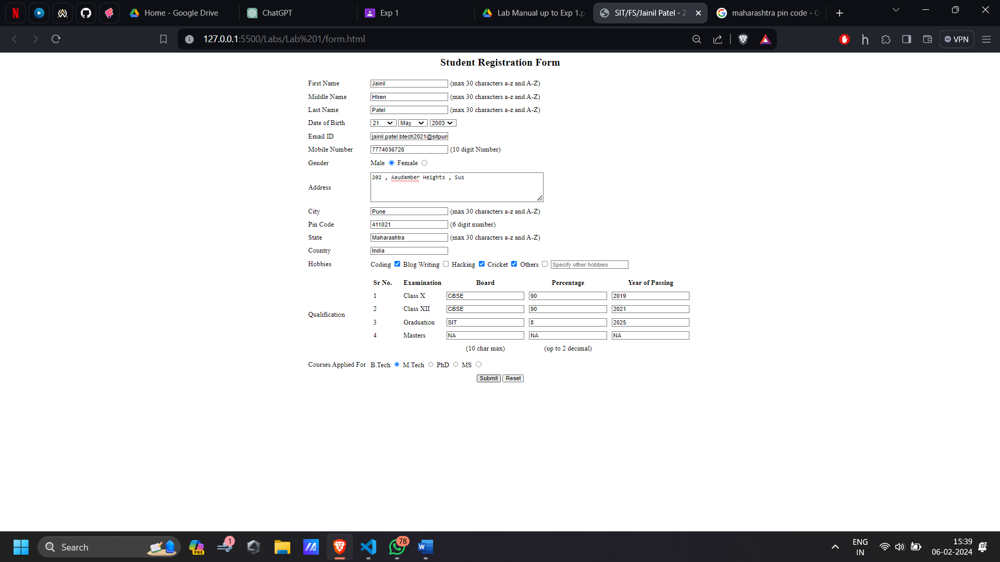 Home - Google Drive
ChatGPT
Exp 1
Lab Manual up to Exp 1.p
SIT/FS/Jainil Patel - 2
maharashtra pin code - G
127.0.0.1:5500/Labs/Lab%201/form.html
VPN
Student Registration Form
First Name Jainil (max 30 characters a-z and A-Z)
Middle Name HIren (max 30 characters a-z and A-Z)
Last Name Patel (max 30 characters a-z and A-Z)
Date of Birth 21 May 2003
Email ID jainil.patel.btech2021@sitpun
Mobile Number 7774036728 (10 digit Number)
Gender Male Female
Address 202 , Aaudamber Heights , Sus
City Pune (max 30 characters a-z and A-Z)
Pin Code 411021 (6 digit number)
State Maharashtra (max 30 characters a-z and A-Z)
Country India
Hobbies Coding Blog Writing Hacking Cricket Others Specify other hobbies
Sr No. Examination Board Percentage Year of Passing
1 Class X CBSE 90 2019
2 Class XII CBSE 90 2021
Qualification
3 Graduation SIT 8 2025
4 Masters NA NA NA
(10 char max) (up to 2 decimal)
Courses Applied For B.Tech M.Tech PhD MS
Submit Reset
Search
PRE
1
78
ENG
IN
15:39
06-02-2024